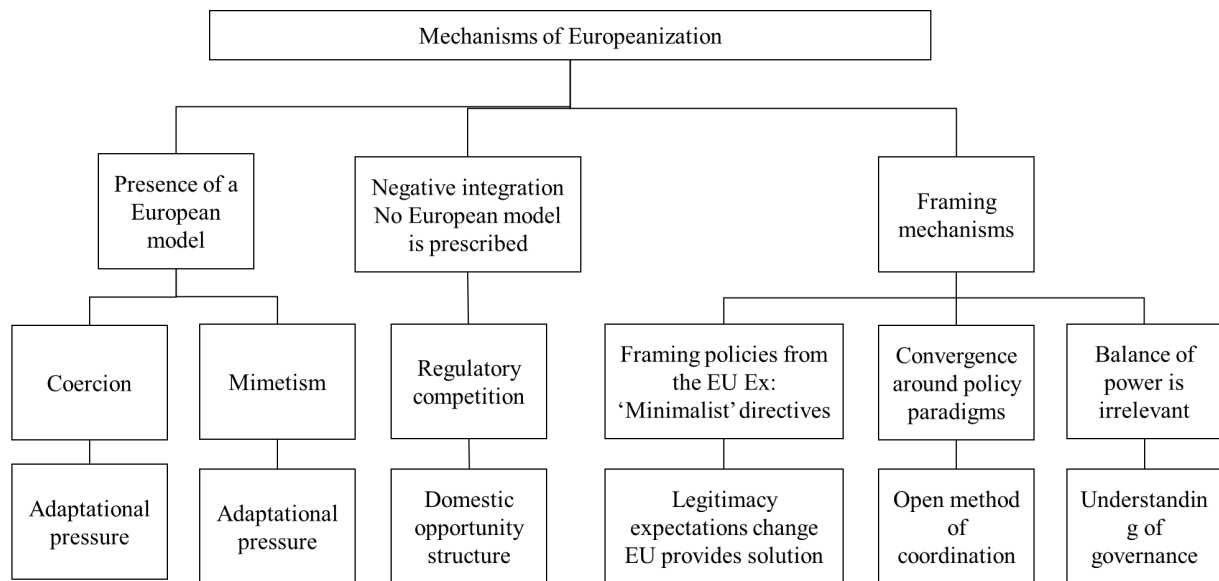 Mechanisms of Europeanization
Presence of a
European
model
Negative integration
No European model
is prescribed
Framing
mechanisms
Coercion
Mimetism
Regulatory
competition
Framing policies from
the EU Ex:
‘Minimalist’ directives
Convergence
around policy
paradigms
Balance of
power is
irrelevant
Adaptational
pressure
Adaptational
pressure
Domestic
opportunity
structure
Legitimacy
expectations change
EU provides solution
Open method
of
coordination
Understandin
g of
governance